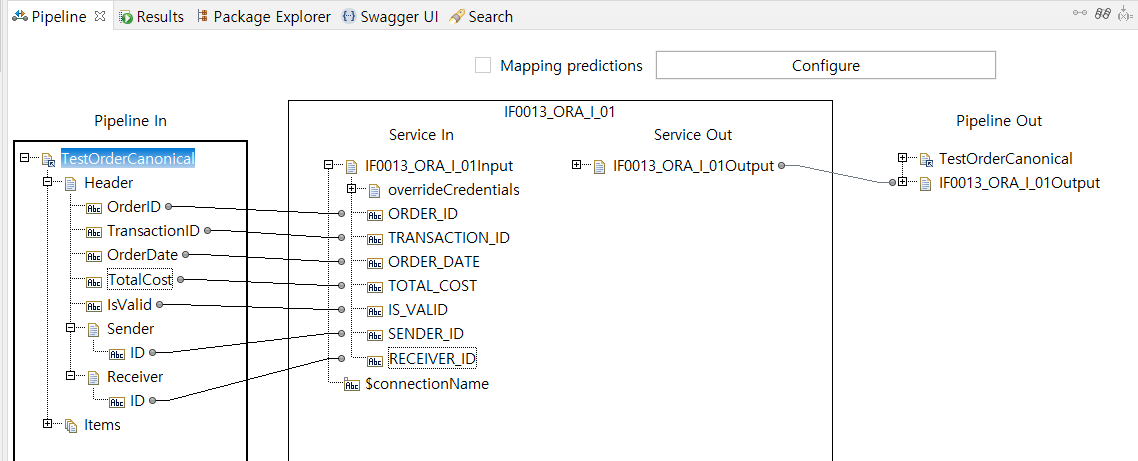 Pipeline Results Package Explorer Swagger UI Search
Mapping predictions Configure
IF0013_ORA_I_01
Pipeline In
TestOrderCanonical
Header
OrderID
TransactionID
OrderDate
TotalCost
IsValid
Sender
ID
Receiver
ID
Items
Service In
IF0013_ORA_I_01Input
overrideCredentials
ORDER_ID
TRANSACTION_ID
ORDER_DATE
TOTAL_COST
IS_VALID
SENDER_ID
RECEIVER_ID
$connectionName
Service Out
IF0013_ORA_I_01Output
Pipeline Out
TestOrderCanonical
IF0013_ORA_I_01Output